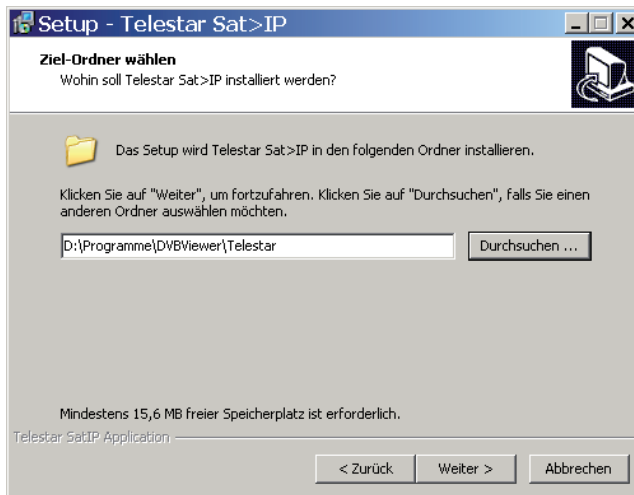 Setup - Telestar Sat>IP
Ziel-Ordner wählen
Wohin soll Telestar Sat>IP installiert werden?
Das Setup wird Telestar Sat>IP in den folgenden Ordner installieren.
Klicken Sie auf "Weiter", um fortzufahren. Klicken Sie auf "Durchsuchen", falls Sie einen
anderen Ordner auswählen möchten.
D:\Programme\DVBViewer\Telestar
Durchsuchen ...
Mindestens 15,6 MB freier Speicherplatz ist erforderlich.
Telestar SatIP Application
< Zurück
Weiter >
Abbrechen